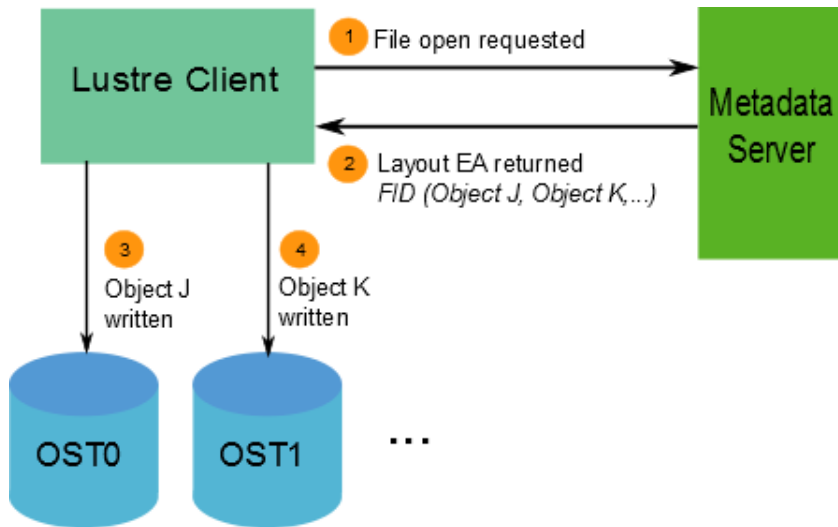 1 File open requested
Lustre Client
Metadata
Server
2 Layout EA returned
FID (Object J, Object K,...)
3
Object J
written
4
Object K
written
OST0
OST1
...